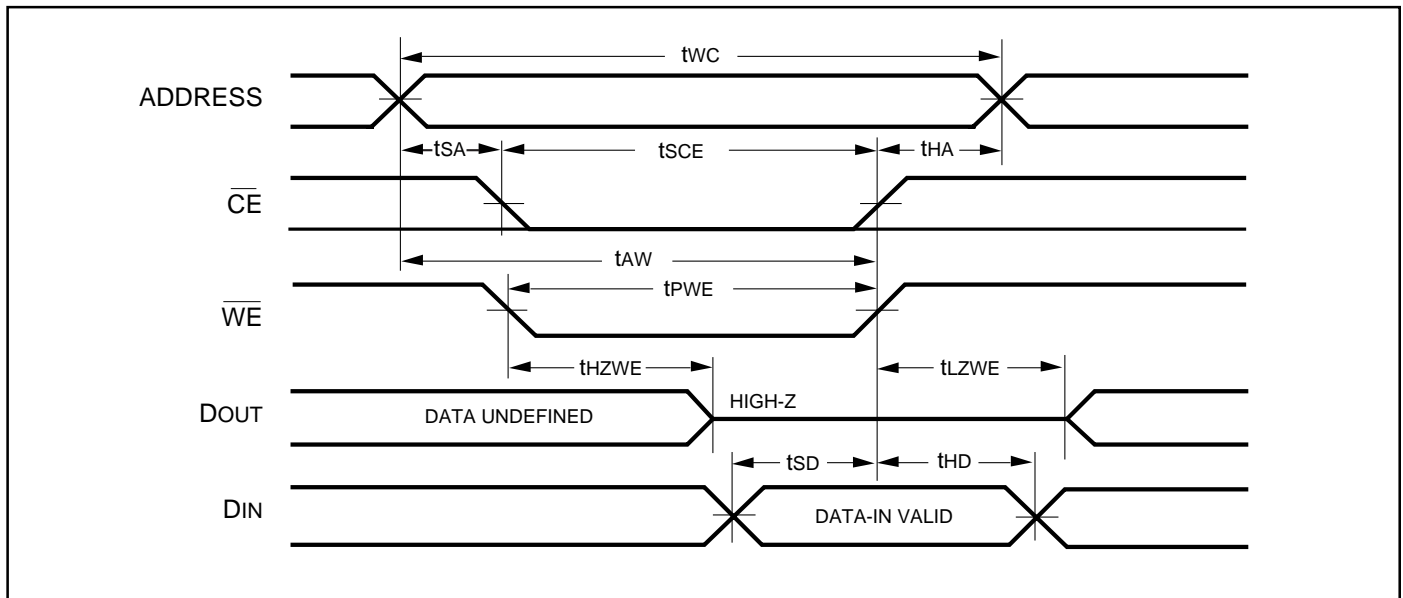 tWC
ADDRESS
tSA
tSCE
tHA
CE
tAW
tPWE
WE
tHZWE
tLZWE
DOUT
DATA UNDEFINED
HIGH-Z
tSD
tHD
DIN
DATA-IN VALID